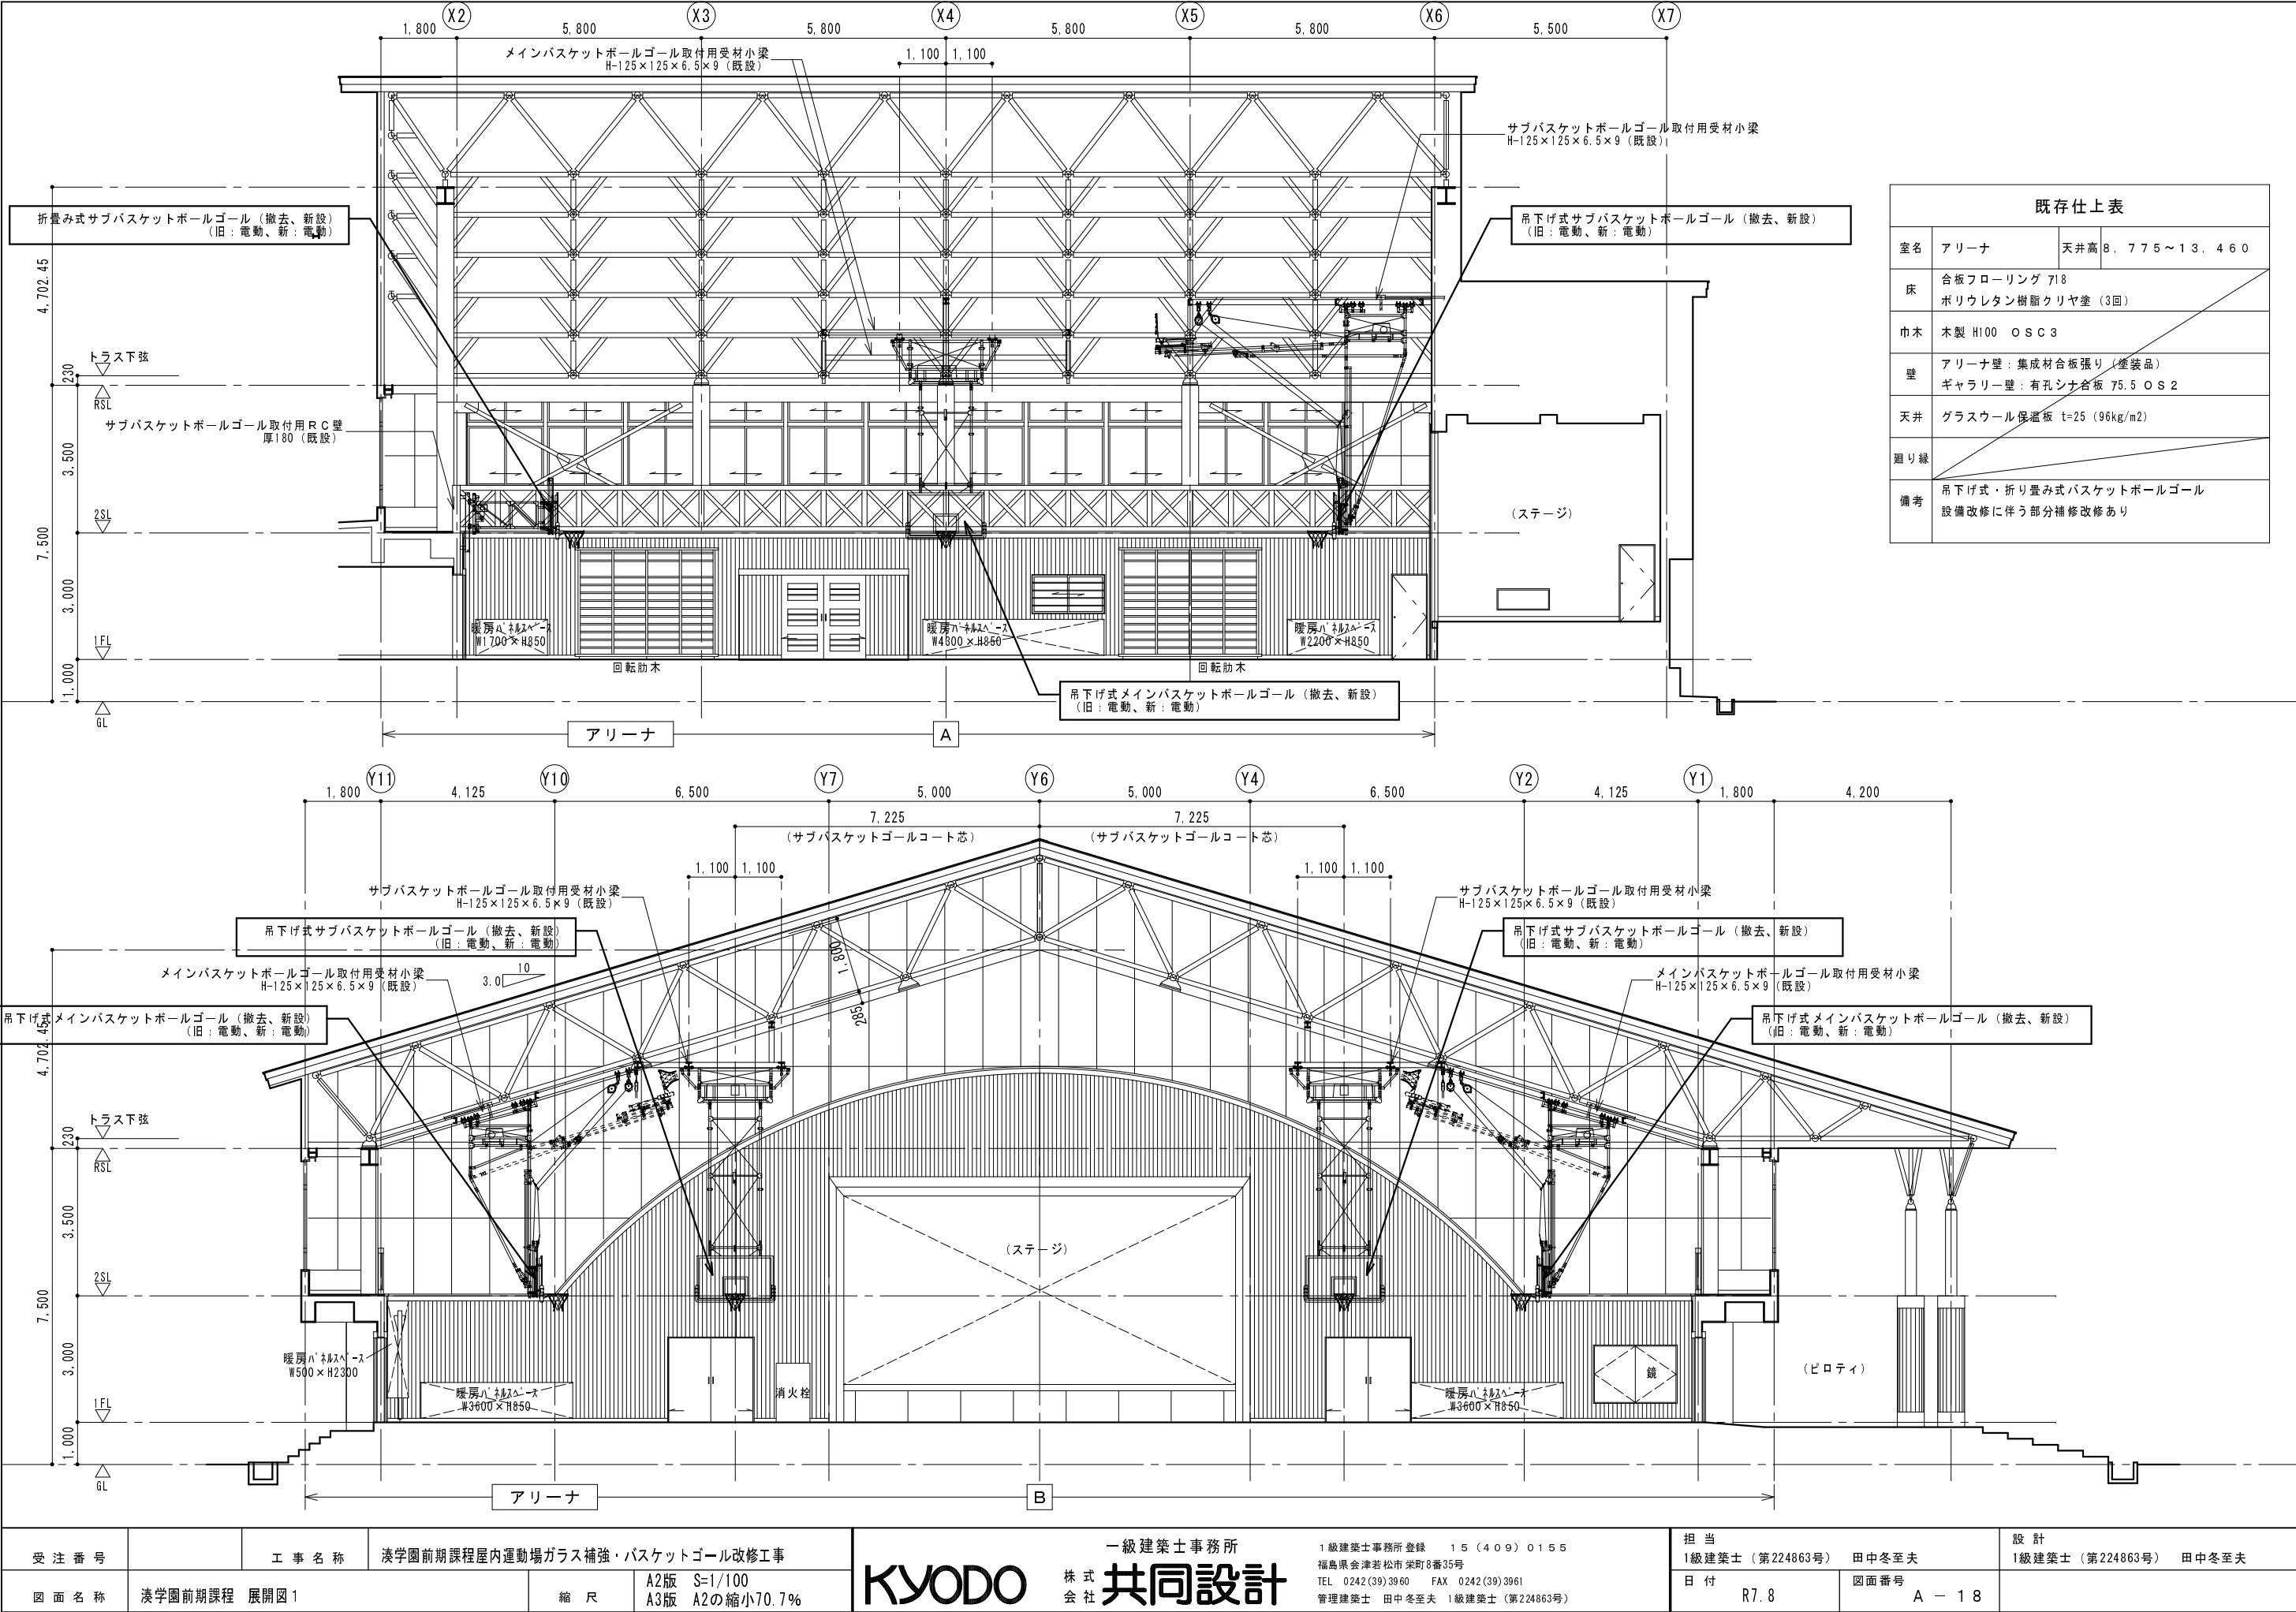 X2
X3
X4
X5
X6
X7
1,800
5,800
5,800
5,800
5,800
5,500
メインバスケットボールゴール取付用受材小梁
H-125×125×6.5×9（既設）
1,100
1,100
サブバスケットボールゴール取付用受材小梁
H-125×125×6.5×9（既設）
折畳み式サブバスケットボールゴール（撤去、新設）
（旧：電動、新：電動）
吊下げ式サブバスケットボールゴール（撤去、新設）
（旧：電動、新：電動）
4,702.45
トラス下弦
230
RSL
サブバスケットボールゴール取付用RC壁
厚180（既設）
3,500
2SL
7,500
3,000
1FL
1,000
GL
（ステージ）
暖房パネルスペース
W1700×H850
暖房パネルスペース
W4800×H850
暖房パネルスペース
W2200×H850
回転肋木
回転肋木
吊下げ式メインバスケットボールゴール（撤去、新設）
（旧：電動、新：電動）
アリーナ
A
既存仕上表
室名 アリーナ 天井高 8．775～13．460
床 合板フローリング ｱ18
ポリウレタン樹脂クリヤ塗（3回）
巾木 木製 H100 OSC3
壁 アリーナ壁：集成材合板張り（塗装品）
ギャラリー壁：有孔シナ合板 ｱ5.5 OS2
天井 グラスウール保温板 t=25（96kg/m2）
廻り縁
備考 吊下げ式・折り畳み式バスケットボールゴール
設備改修に伴う部分補修改修あり
Y11
Y10
Y7
Y6
Y4
Y2
Y1
1,800
4,125
6,500
5,000
5,000
6,500
4,125
1,800
4,200
7,225
7,225
（サブバスケットゴールコート芯）
（サブバスケットゴールコート芯）
1,100
1,100
1,100
1,100
サブバスケットボールゴール取付用受材小梁
H-125×125×6.5×9（既設）
サブバスケットボールゴール取付用受材小梁
H-125×125×6.5×9（既設）
吊下げ式サブバスケットボールゴール（撤去、新設）
（旧：電動、新：電動）
吊下げ式サブバスケットボールゴール（撤去、新設）
（旧：電動、新：電動）
1,800
285
10
3.0
メインバスケットボールゴール取付用受材小梁
H-125×125×6.5×9（既設）
メインバスケットボールゴール取付用受材小梁
H-125×125×6.5×9（既設）
吊下げ式メインバスケットボールゴール（撤去、新設）
（旧：電動、新：電動）
吊下げ式メインバスケットボールゴール（撤去、新設）
（旧：電動、新：電動）
4,702.45
トラス下弦
230
RSL
3,500
2SL
7,500
3,000
1FL
1,000
GL
（ステージ）
暖房パネルスペース
W500×H2300
暖房パネルスペース
W3600×H850
消火栓
暖房パネルスペース
W3600×H850
鏡
（ピロティ）
アリーナ
B
受注番号
工事名称 湊学園前期課程屋内運動場ガラス補強・バスケットゴール改修工事
図面名称 湊学園前期課程 展開図1
縮尺 A2版 S=1/100
A3版 A2の縮小70.7%
KYODO
一級建築士事務所
株式会社 共同設計
1級建築士事務所登録 15（409）0155
福島県会津若松市栄町8番35号
TEL 0242(39)3960 FAX 0242(39)3961
管理建築士 田中冬至夫 1級建築士（第224863号）
担当
1級建築士（第224863号） 田中冬至夫
設計
1級建築士（第224863号） 田中冬至夫
日付 R7.8
図面番号 A－18